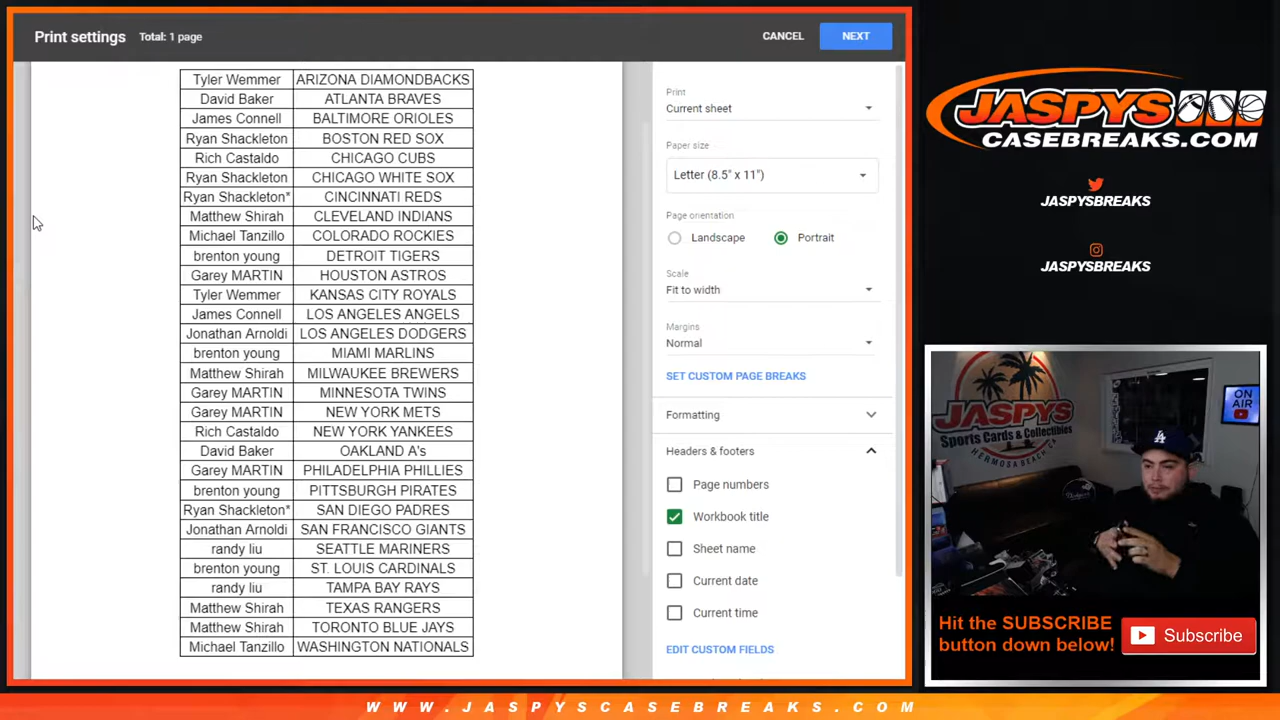 Print settings Total: 1 page CANCEL NEXT
Tyler Wemmer ARIZONA DIAMONDBACKS
David Baker ATLANTA BRAVES
James Connell BALTIMORE ORIOLES
Ryan Shackleton BOSTON RED SOX
Rich Castaldo CHICAGO CUBS
Ryan Shackleton CHICAGO WHITE SOX
Ryan Shackleton* CINCINNATI REDS
Matthew Shirah CLEVELAND INDIANS
Michael Tanzillo COLORADO ROCKIES
brenton young DETROIT TIGERS
Garey MARTIN HOUSTON ASTROS
Tyler Wemmer KANSAS CITY ROYALS
James Connell LOS ANGELES ANGELS
Jonathan Arnoldi LOS ANGELES DODGERS
brenton young MIAMI MARLINS
Matthew Shirah MILWAUKEE BREWERS
Garey MARTIN MINNESOTA TWINS
Garey MARTIN NEW YORK METS
Rich Castaldo NEW YORK YANKEES
David Baker OAKLAND A's
Garey MARTIN PHILADELPHIA PHILLIES
brenton young PITTSBURGH PIRATES
Ryan Shackleton* SAN DIEGO PADRES
Jonathan Arnoldi SAN FRANCISCO GIANTS
randy liu SEATTLE MARINERS
brenton young ST. LOUIS CARDINALS
randy liu TAMPA BAY RAYS
Matthew Shirah TEXAS RANGERS
Matthew Shirah TORONTO BLUE JAYS
Michael Tanzillo WASHINGTON NATIONALS
Print
Current sheet
Paper size
Letter (8.5" x 11")
Page orientation
Landscape Portrait
Scale
Fit to width
Margins
Normal
SET CUSTOM PAGE BREAKS
Formatting
Headers & footers
Page numbers
Workbook title
Sheet name
Current date
Current time
EDIT CUSTOM FIELDS
JASPYS
CASEBREAKS.COM
JASPYSBREAKS
JASPYSBREAKS
JASPYS
Sports Cards & Collectibles
HERMOSA BEACH
ON
AIR
Hit the SUBSCRIBE
button down below!
Subscribe
WWW.JASPYSCASEBREAKS.COM